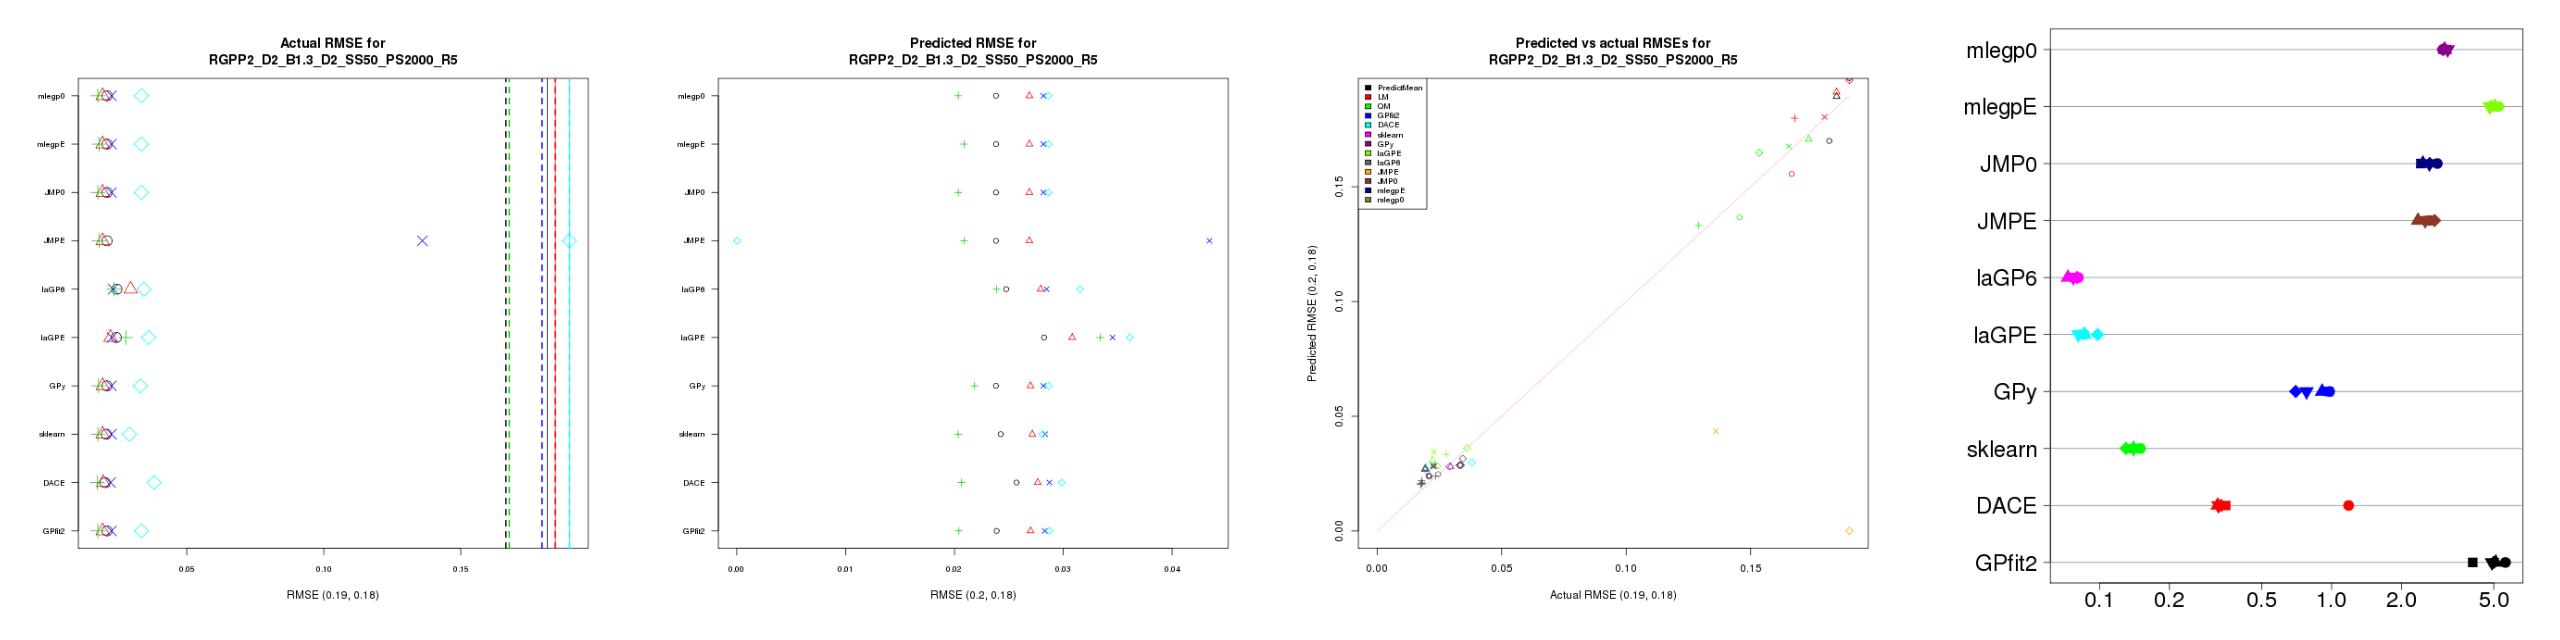 Actual RMSE for
RGPP2_D2_B1.3_D2_SS50_PS2000_R5
mlegp0
mlegpE
JMP0
JMPE
laGP6
laGPE
GPy
sklearn
DACE
GPfit2
0.05 0.10 0.15
RMSE (0.19, 0.18)
Predicted RMSE for
RGPP2_D2_B1.3_D2_SS50_PS2000_R5
mlegp0
mlegpE
JMP0
JMPE
laGP6
laGPE
GPy
sklearn
DACE
GPfit2
0.00 0.01 0.02 0.03 0.04
RMSE (0.2, 0.18)
Predicted vs actual RMSEs for
RGPP2_D2_B1.3_D2_SS50_PS2000_R5
PredictMean
LM
QM
GPfit2
DACE
sklearn
GPy
laGPE
laGP6
JMPE
JMP0
mlegpE
mlegp0
Predicted RMSE (0.2, 0.18)
0.15
0.10
0.05
0.00
0.00 0.05 0.10 0.15
Actual RMSE (0.19, 0.18)
mlegp0
mlegpE
JMP0
JMPE
laGP6
laGPE
GPy
sklearn
DACE
GPfit2
0.1 0.2 0.5 1.0 2.0 5.0